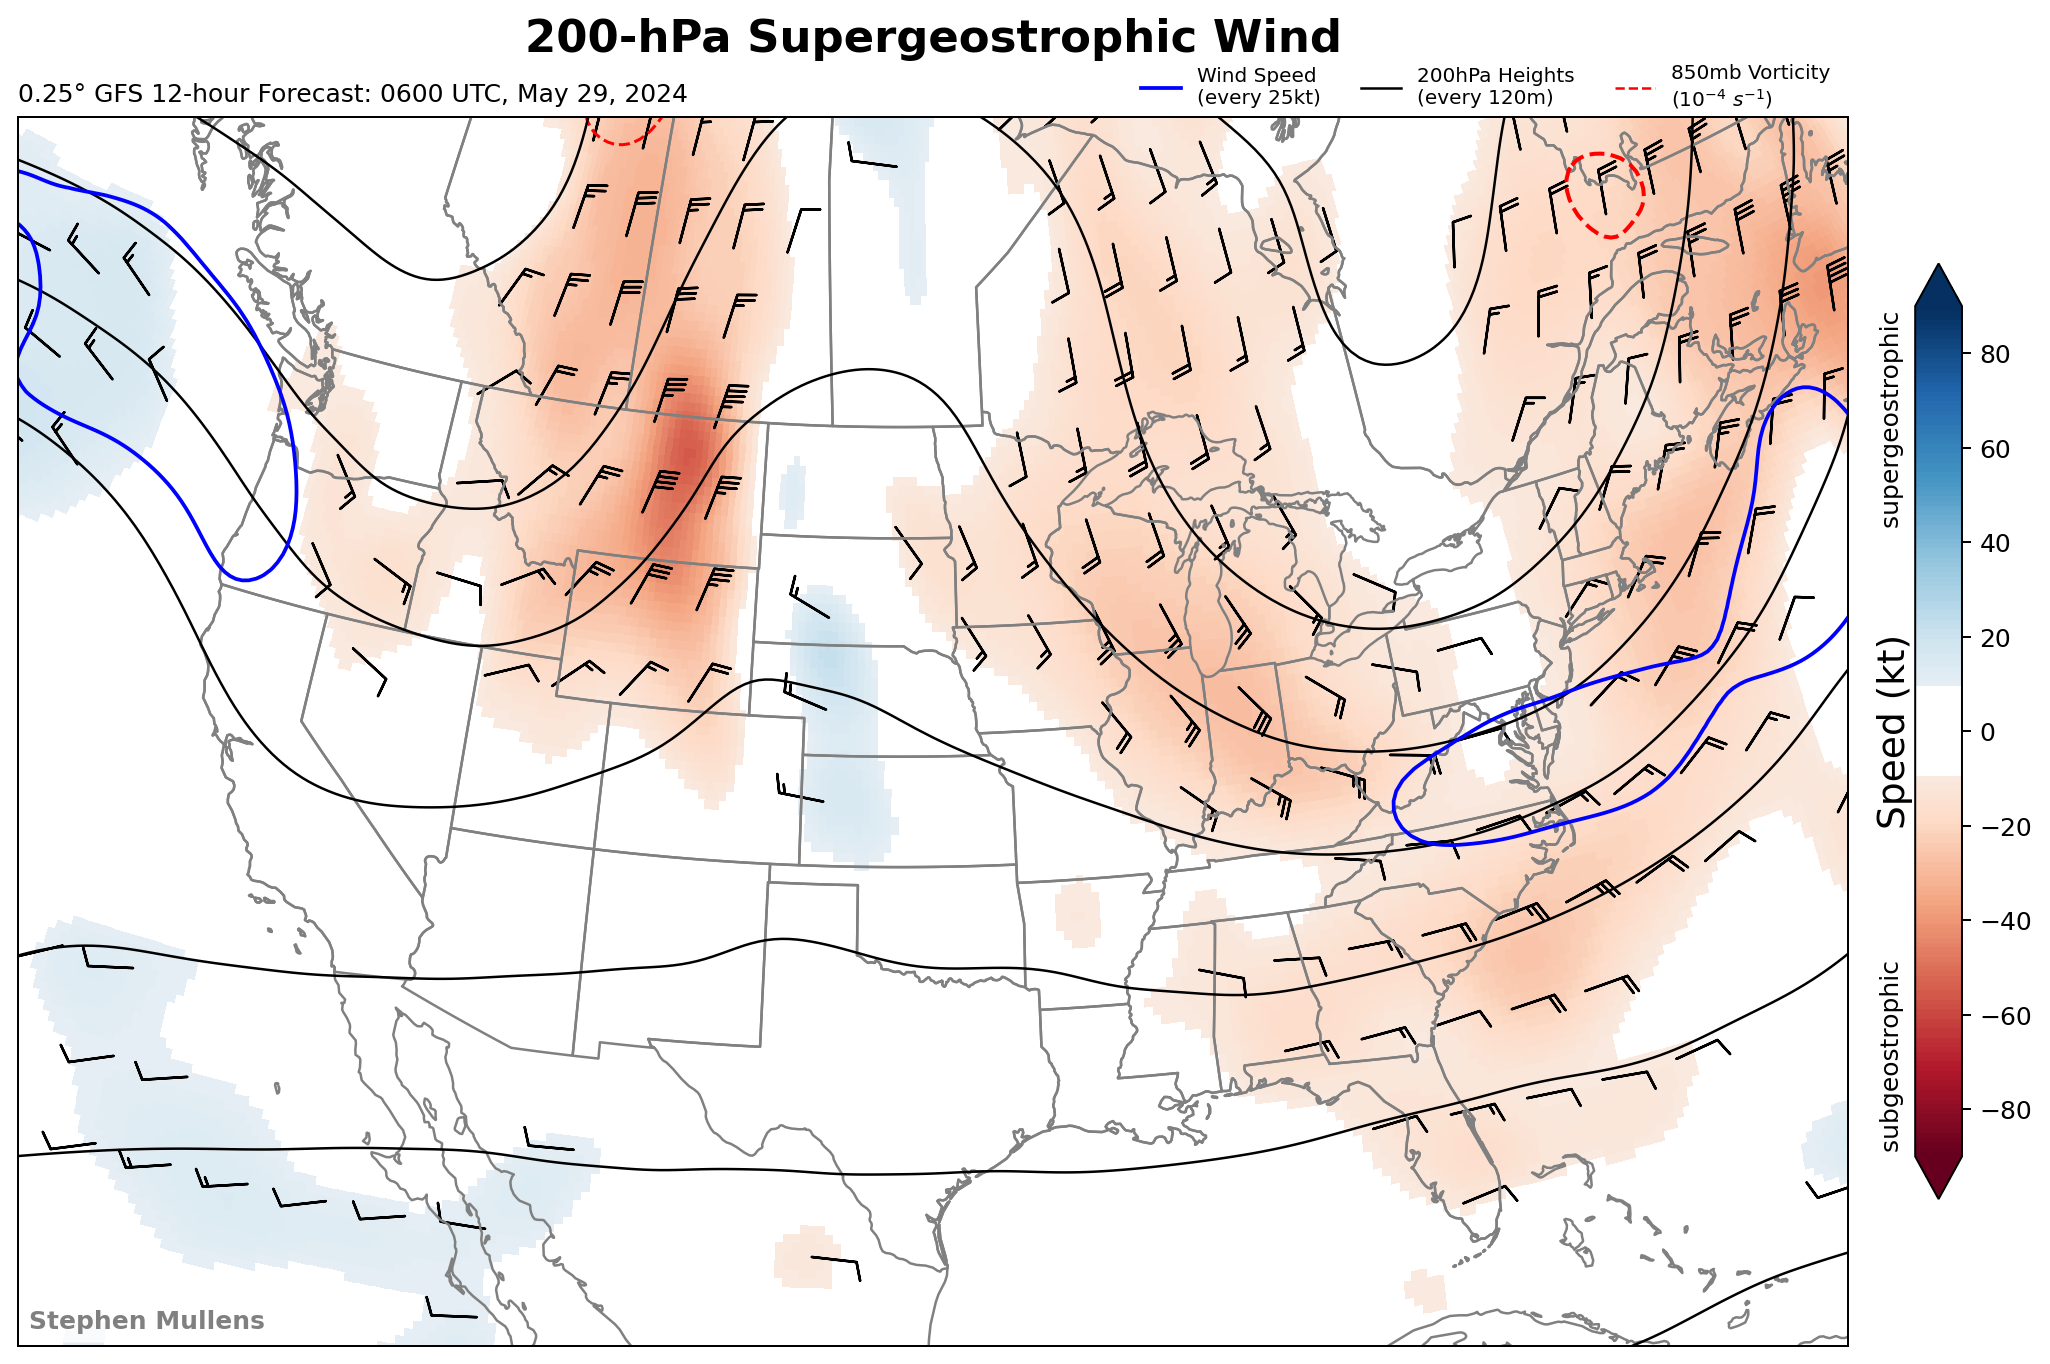 200-hPa Supergeostrophic Wind
0.25° GFS 12-hour Forecast: 0600 UTC, May 29, 2024
Wind Speed
(every 25kt)
200hPa Heights
(every 120m)
850mb Vorticity
(10⁻⁴ s⁻¹)
supergeostrophic
Speed (kt)
subgeostrophic
80
60
40
20
0
−20
−40
−60
−80
Stephen Mullens